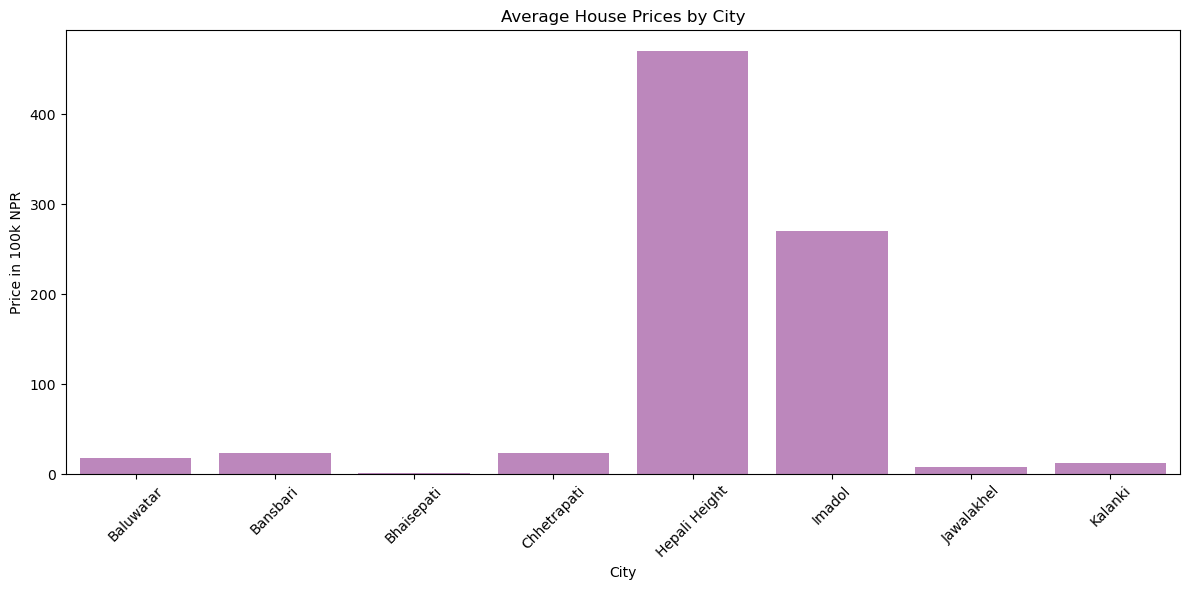 Average House Prices by City
Price in 100k NPR
400
300
200
100
0
Baluwatar
Bansbari
Bhaisepati
Chhetrapati
Hepali Height
Imadol
Jawalakhel
Kalanki
City